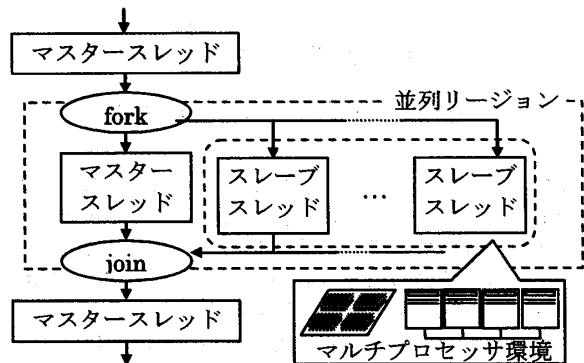 マスタースレッド
並列リージョン
fork
マスター
スレッド
スレーブ
スレッド
…
スレーブ
スレッド
join
マスタースレッド
マルチプロセッサ環境